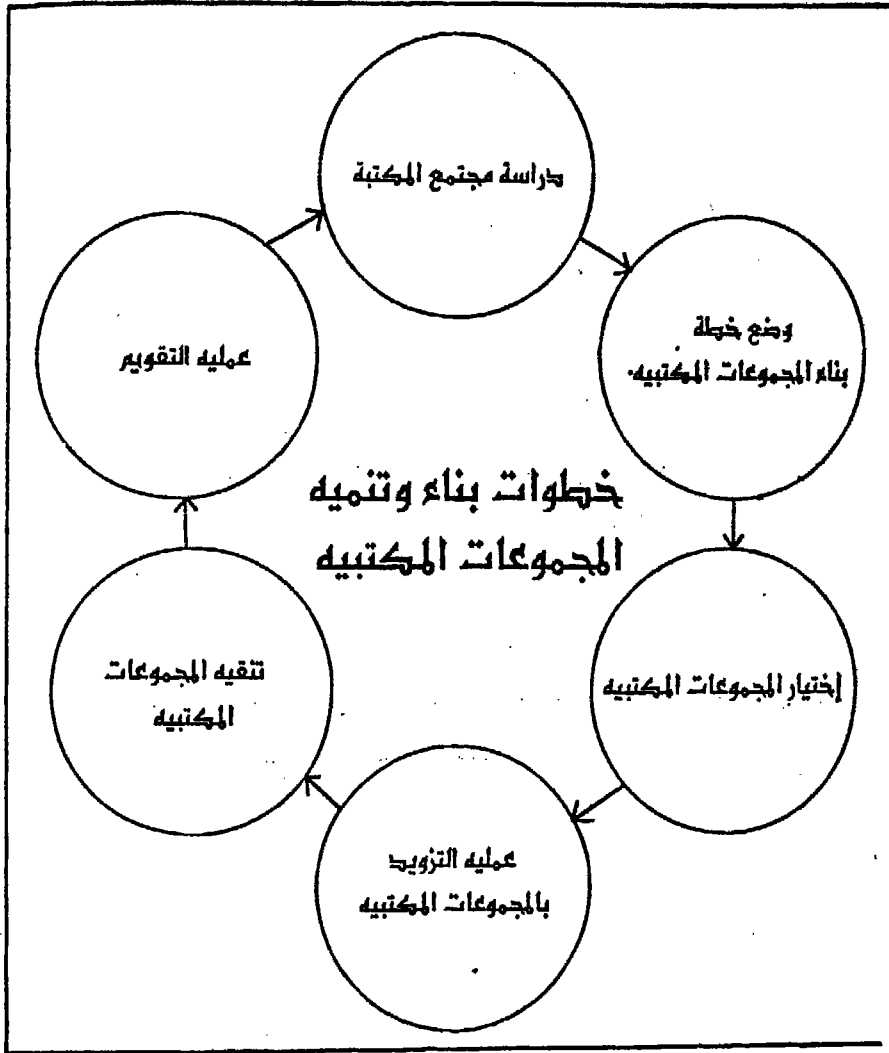 دراسة مجتمع المكتبة
وضع خطة
بناء المجموعات المكتبيه.
إختيار المجموعات المكتبيه
عمليه التزويد
بالمجموعات المكتبيه
تنقيه المجموعات
المكتبيه
عمليه التقويم
خطوات بناء وتنميه
المجموعات المكتبيه